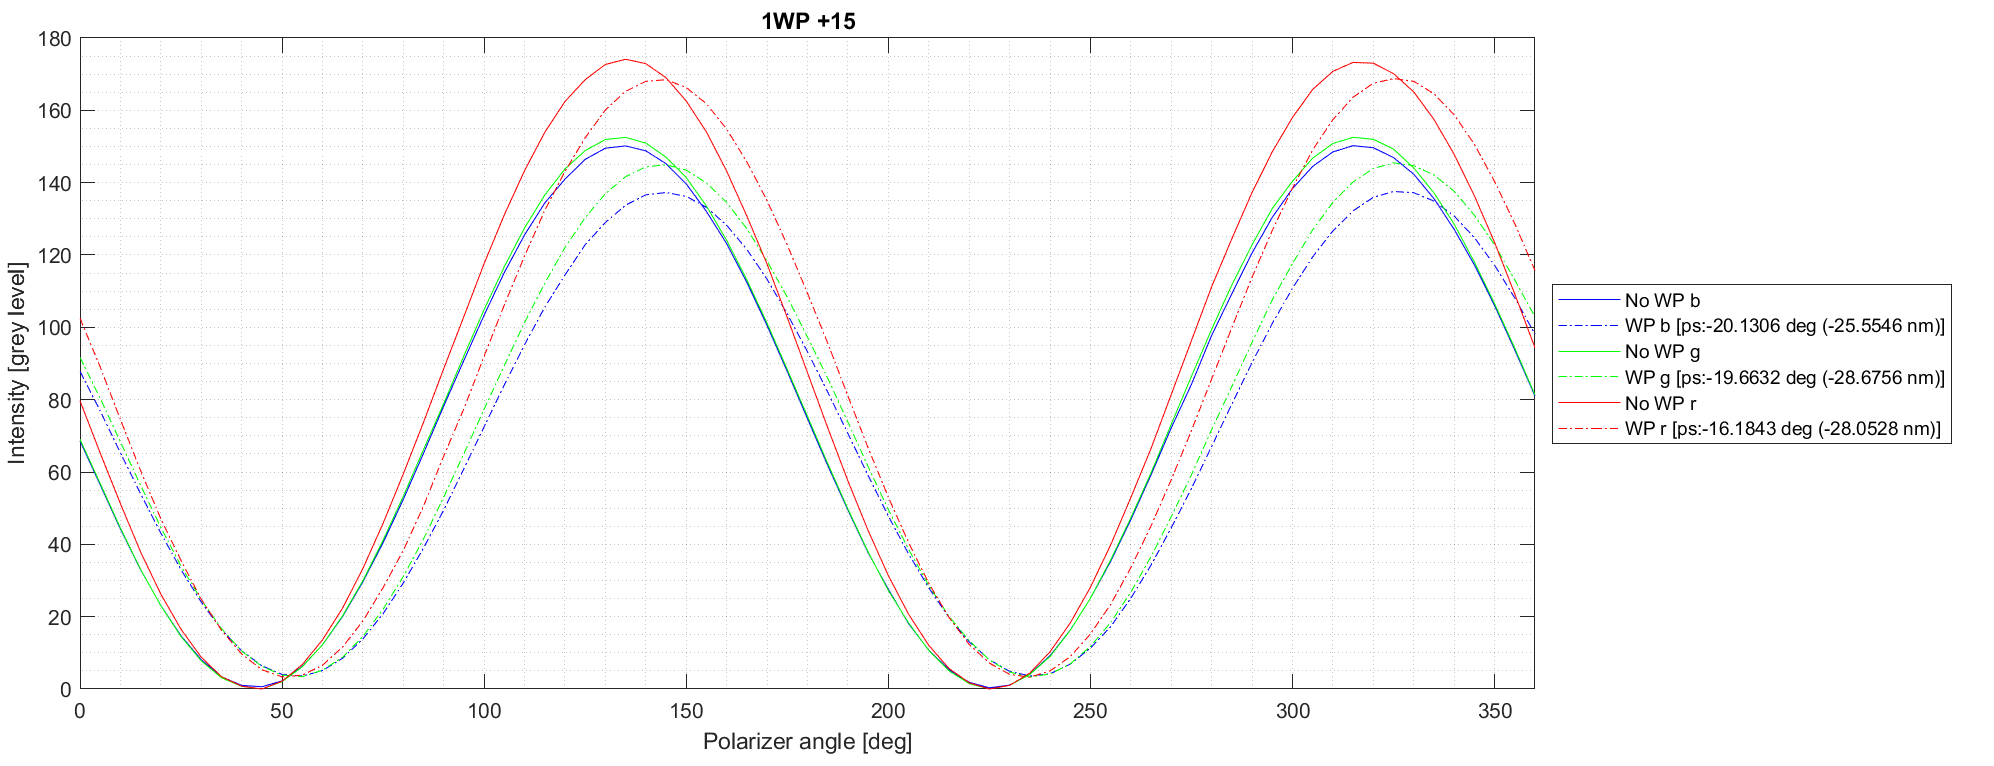 1WP +15
180
160
140
120
100
80
60
40
20
0
Intensity [grey level]
0 50 100 150 200 250 300 350
Polarizer angle [deg]
No WP b
WP b [ps:-20.1306 deg (-25.5546 nm)]
No WP g
WP g [ps:-19.6632 deg (-28.6756 nm)]
No WP r
WP r [ps:-16.1843 deg (-28.0528 nm)]